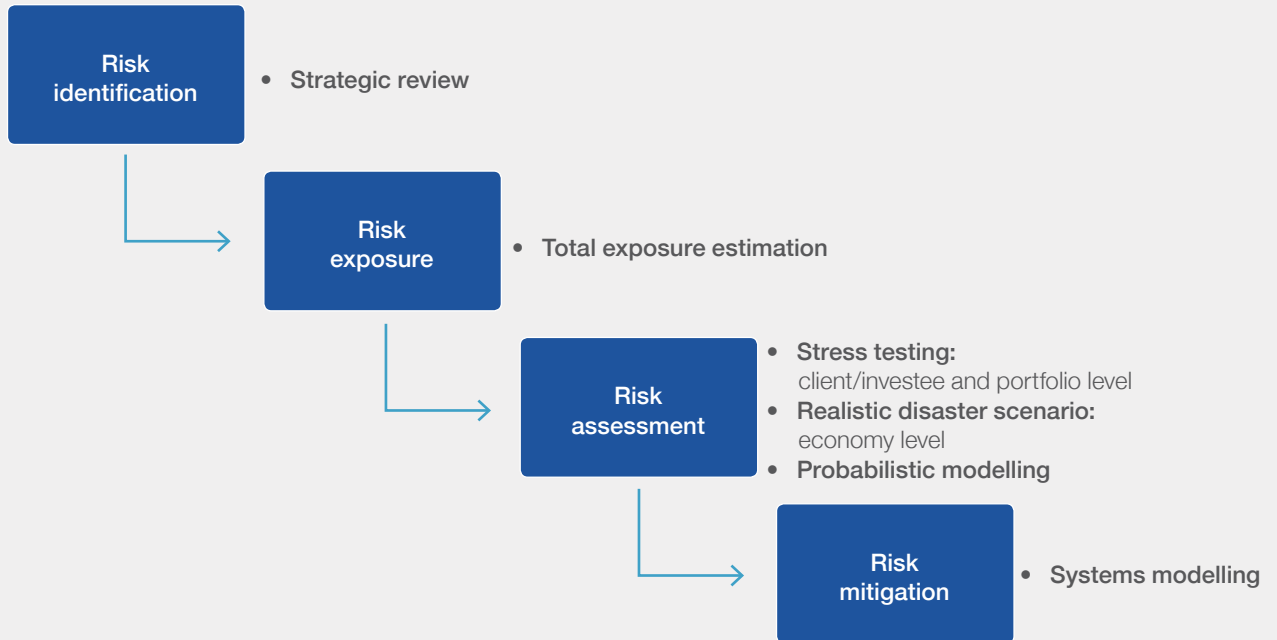 Risk
identification
• Strategic review
Risk
exposure
• Total exposure estimation
Risk
assessment
• Stress testing:
client/investee and portfolio level
• Realistic disaster scenario:
economy level
• Probabilistic modelling
Risk
mitigation
• Systems modelling